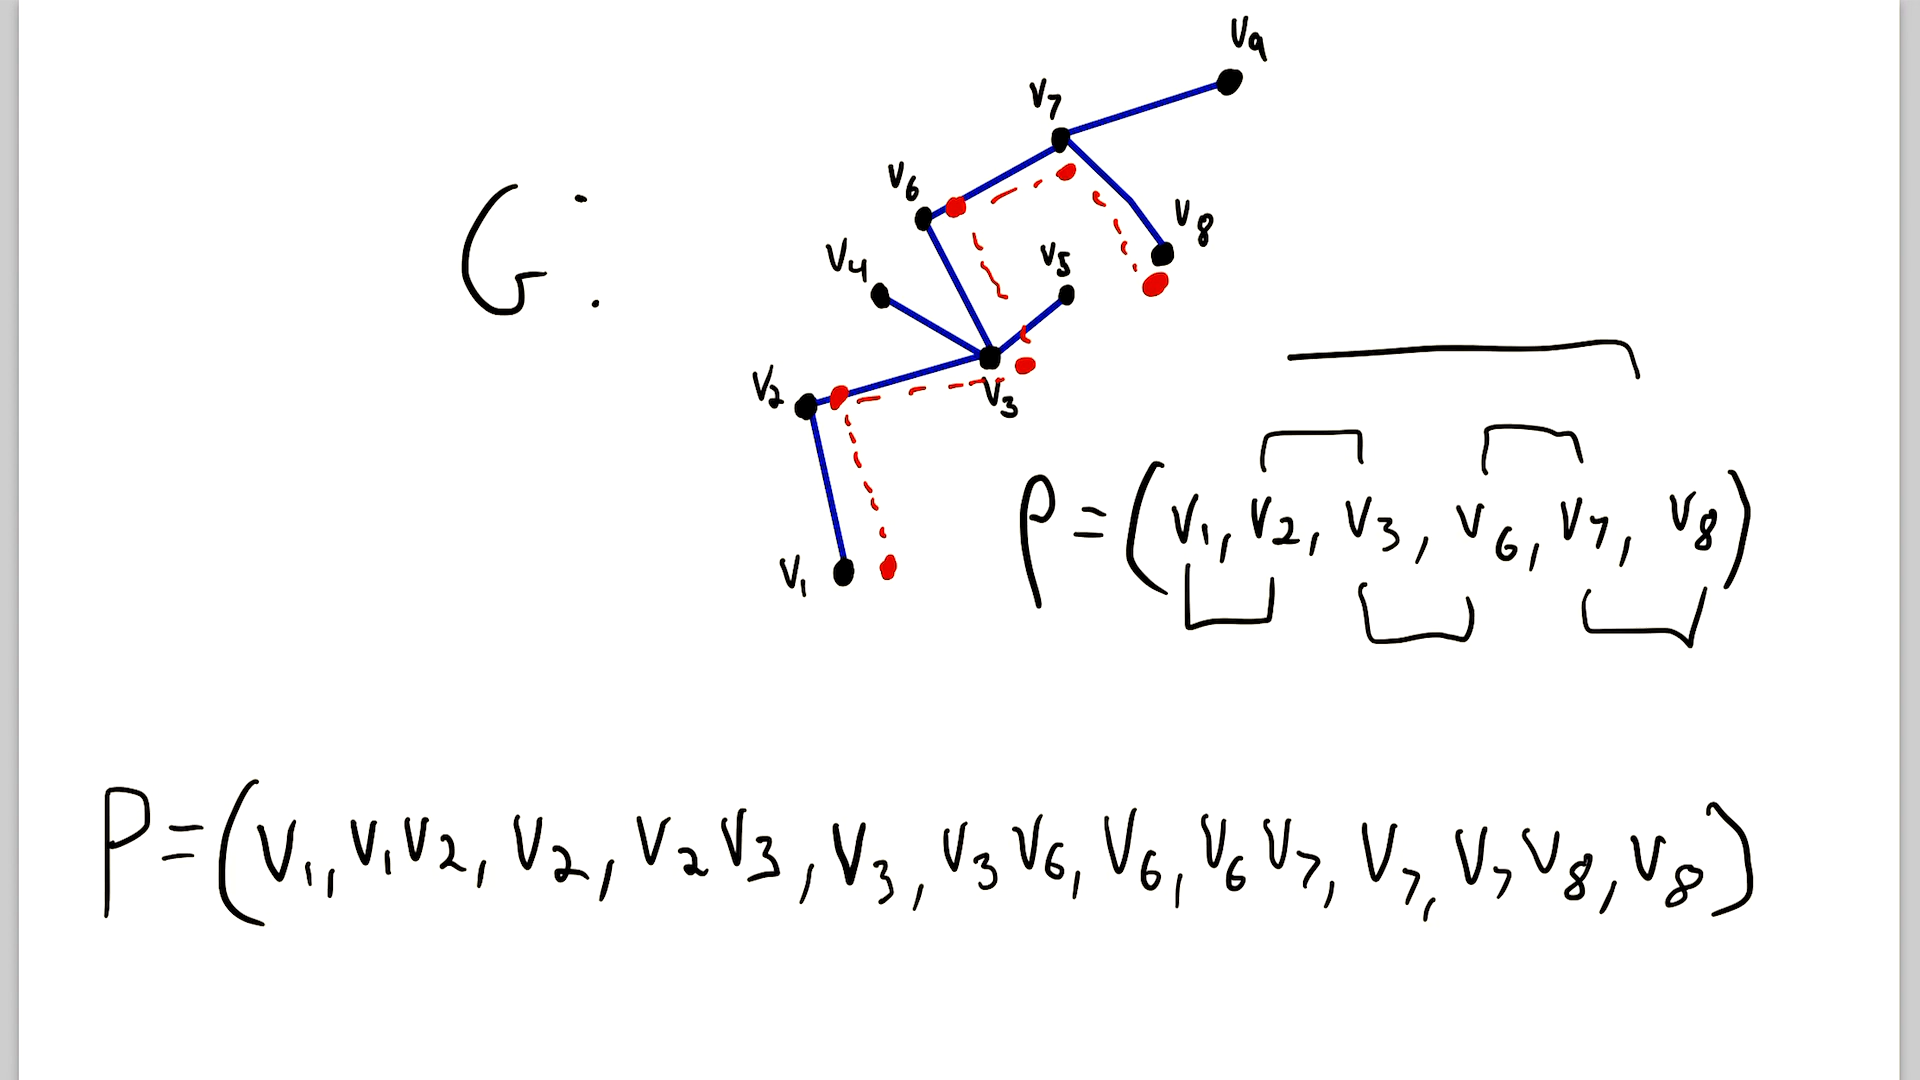 V₉
V₇
V₆
V₈
V₄
V₅
G:
V₂
V₃
P = (V₁, V₂, V₃, V₆, V₇, V₈)
V₁
P = (V₁, V₁V₂, V₂, V₂V₃, V₃, V₃V₆, V₆, V₆V₇, V₇, V₇V₈, V₈)